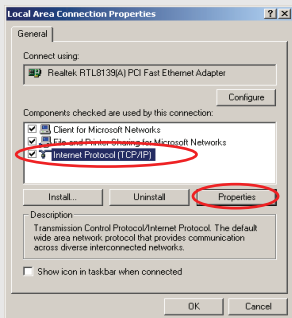 Local Area Connection Properties
General
Connect using:
Realtek RTL8139(A) PCI Fast Ethernet Adapter
Configure
Components checked are used by this connection:
Client for Microsoft Networks
File and Printer Sharing for Microsoft Networks
Internet Protocol (TCP/IP)
Install...
Uninstall
Properties
Description
Transmission Control Protocol/Internet Protocol. The default
wide area network protocol that provides communication
across diverse interconnected networks.
Show icon in taskbar when connected
OK
Cancel